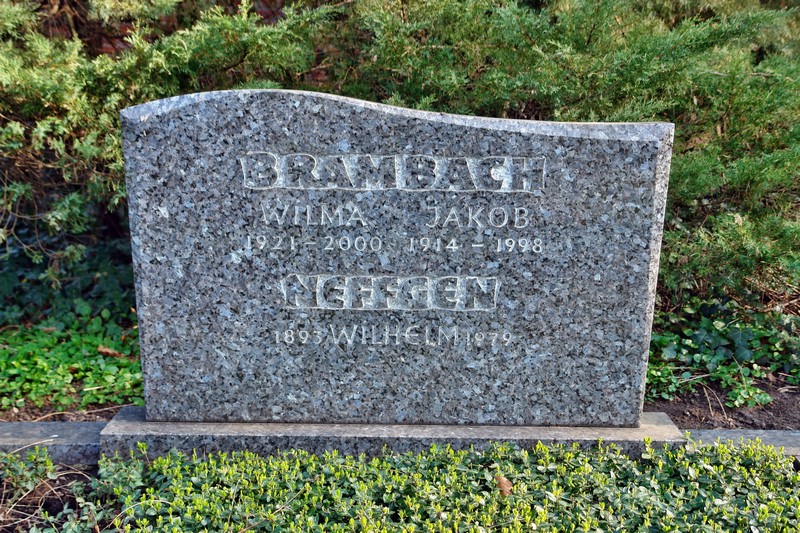 BRAMBACH
WILMA JAKOB
1921 - 2000 1914 - 1998
NEFFGEN
1893 WILHELM 1979